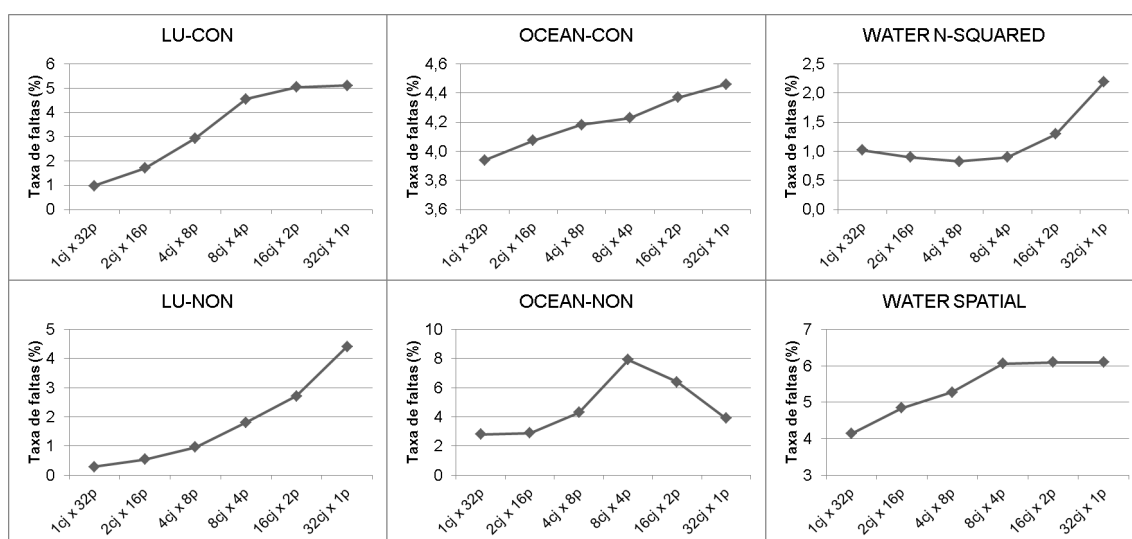 LU-CON
Taxa de faltas (%)
6
5
4
3
2
1
0
1cj x 32p
2cj x 16p
4cj x 8p
8cj x 4p
16cj x 2p
32cj x 1p
OCEAN-CON
Taxa de faltas (%)
4,6
4,4
4,2
4,0
3,8
3,6
1cj x 32p
2cj x 16p
4cj x 8p
8cj x 4p
16cj x 2p
32cj x 1p
WATER N-SQUARED
Taxa de faltas (%)
2,5
2,0
1,5
1,0
0,5
0,0
1cj x 32p
2cj x 16p
4cj x 8p
8cj x 4p
16cj x 2p
32cj x 1p
LU-NON
Taxa de faltas (%)
5
4
3
2
1
0
1cj x 32p
2cj x 16p
4cj x 8p
8cj x 4p
16cj x 2p
32cj x 1p
OCEAN-NON
Taxa de faltas (%)
10
8
6
4
2
0
1cj x 32p
2cj x 16p
4cj x 8p
8cj x 4p
16cj x 2p
32cj x 1p
WATER SPATIAL
Taxa de faltas (%)
7
6
5
4
3
1cj x 32p
2cj x 16p
4cj x 8p
8cj x 4p
16cj x 2p
32cj x 1p